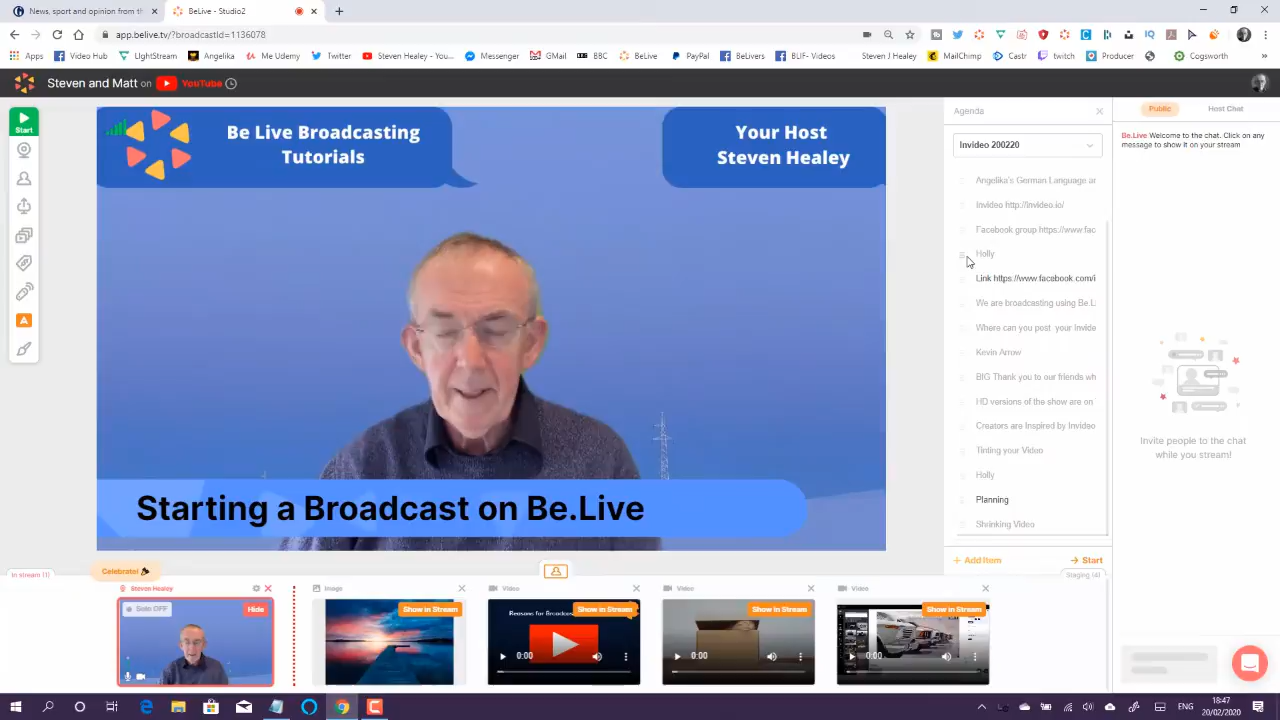 News, sport and opinion from th
Be.Live - Studio2
app.belive.tv/?broadcastId=1136078
Apps
Video Hub
LIghtStream
Angelika
Me Udemy
Twitter
Steven Healey - You...
Messenger
GMail
BBC
BeLive
PayPal
BeLivers
BLIF- Videos
Steven J Healey
MailChimp
Castr
twitch
Producer
Cogsworth
Steven and Matt on YouTube
Start
Be Live Broadcasting
Tutorials
Your Host
Steven Healey
Starting a Broadcast on Be.Live
Agenda
Invideo 200220
Angelika's German Language ar
Invideo http://invideo.io/
Facebook group https://www.fac
Holly
Link https://www.facebook.com/i
We are broadcasting using Be.Li
Where can you post your Invide
Kevin Arrow
BIG Thank you to our friends wh
HD versions of the show are on
Creators are Inspired by Invideo
Tinting your Video
Holly
Planning
Shrinking Video
+ Add Item
Start
Public
Host Chat
Be.Live Welcome to the chat. Click on any
message to show it on your stream
Invite people to the chat
while you stream!
In stream (1)
Celebrate!
Staging (4)
Steven Healey
Solo OFF
Hide
Image
Show in Stream
Video
Reasons for Broadcas
Show in Stream
0:00
Video
Show in Stream
0:00
Video
Show in Stream
0:00
ENG
18:47
20/02/2020